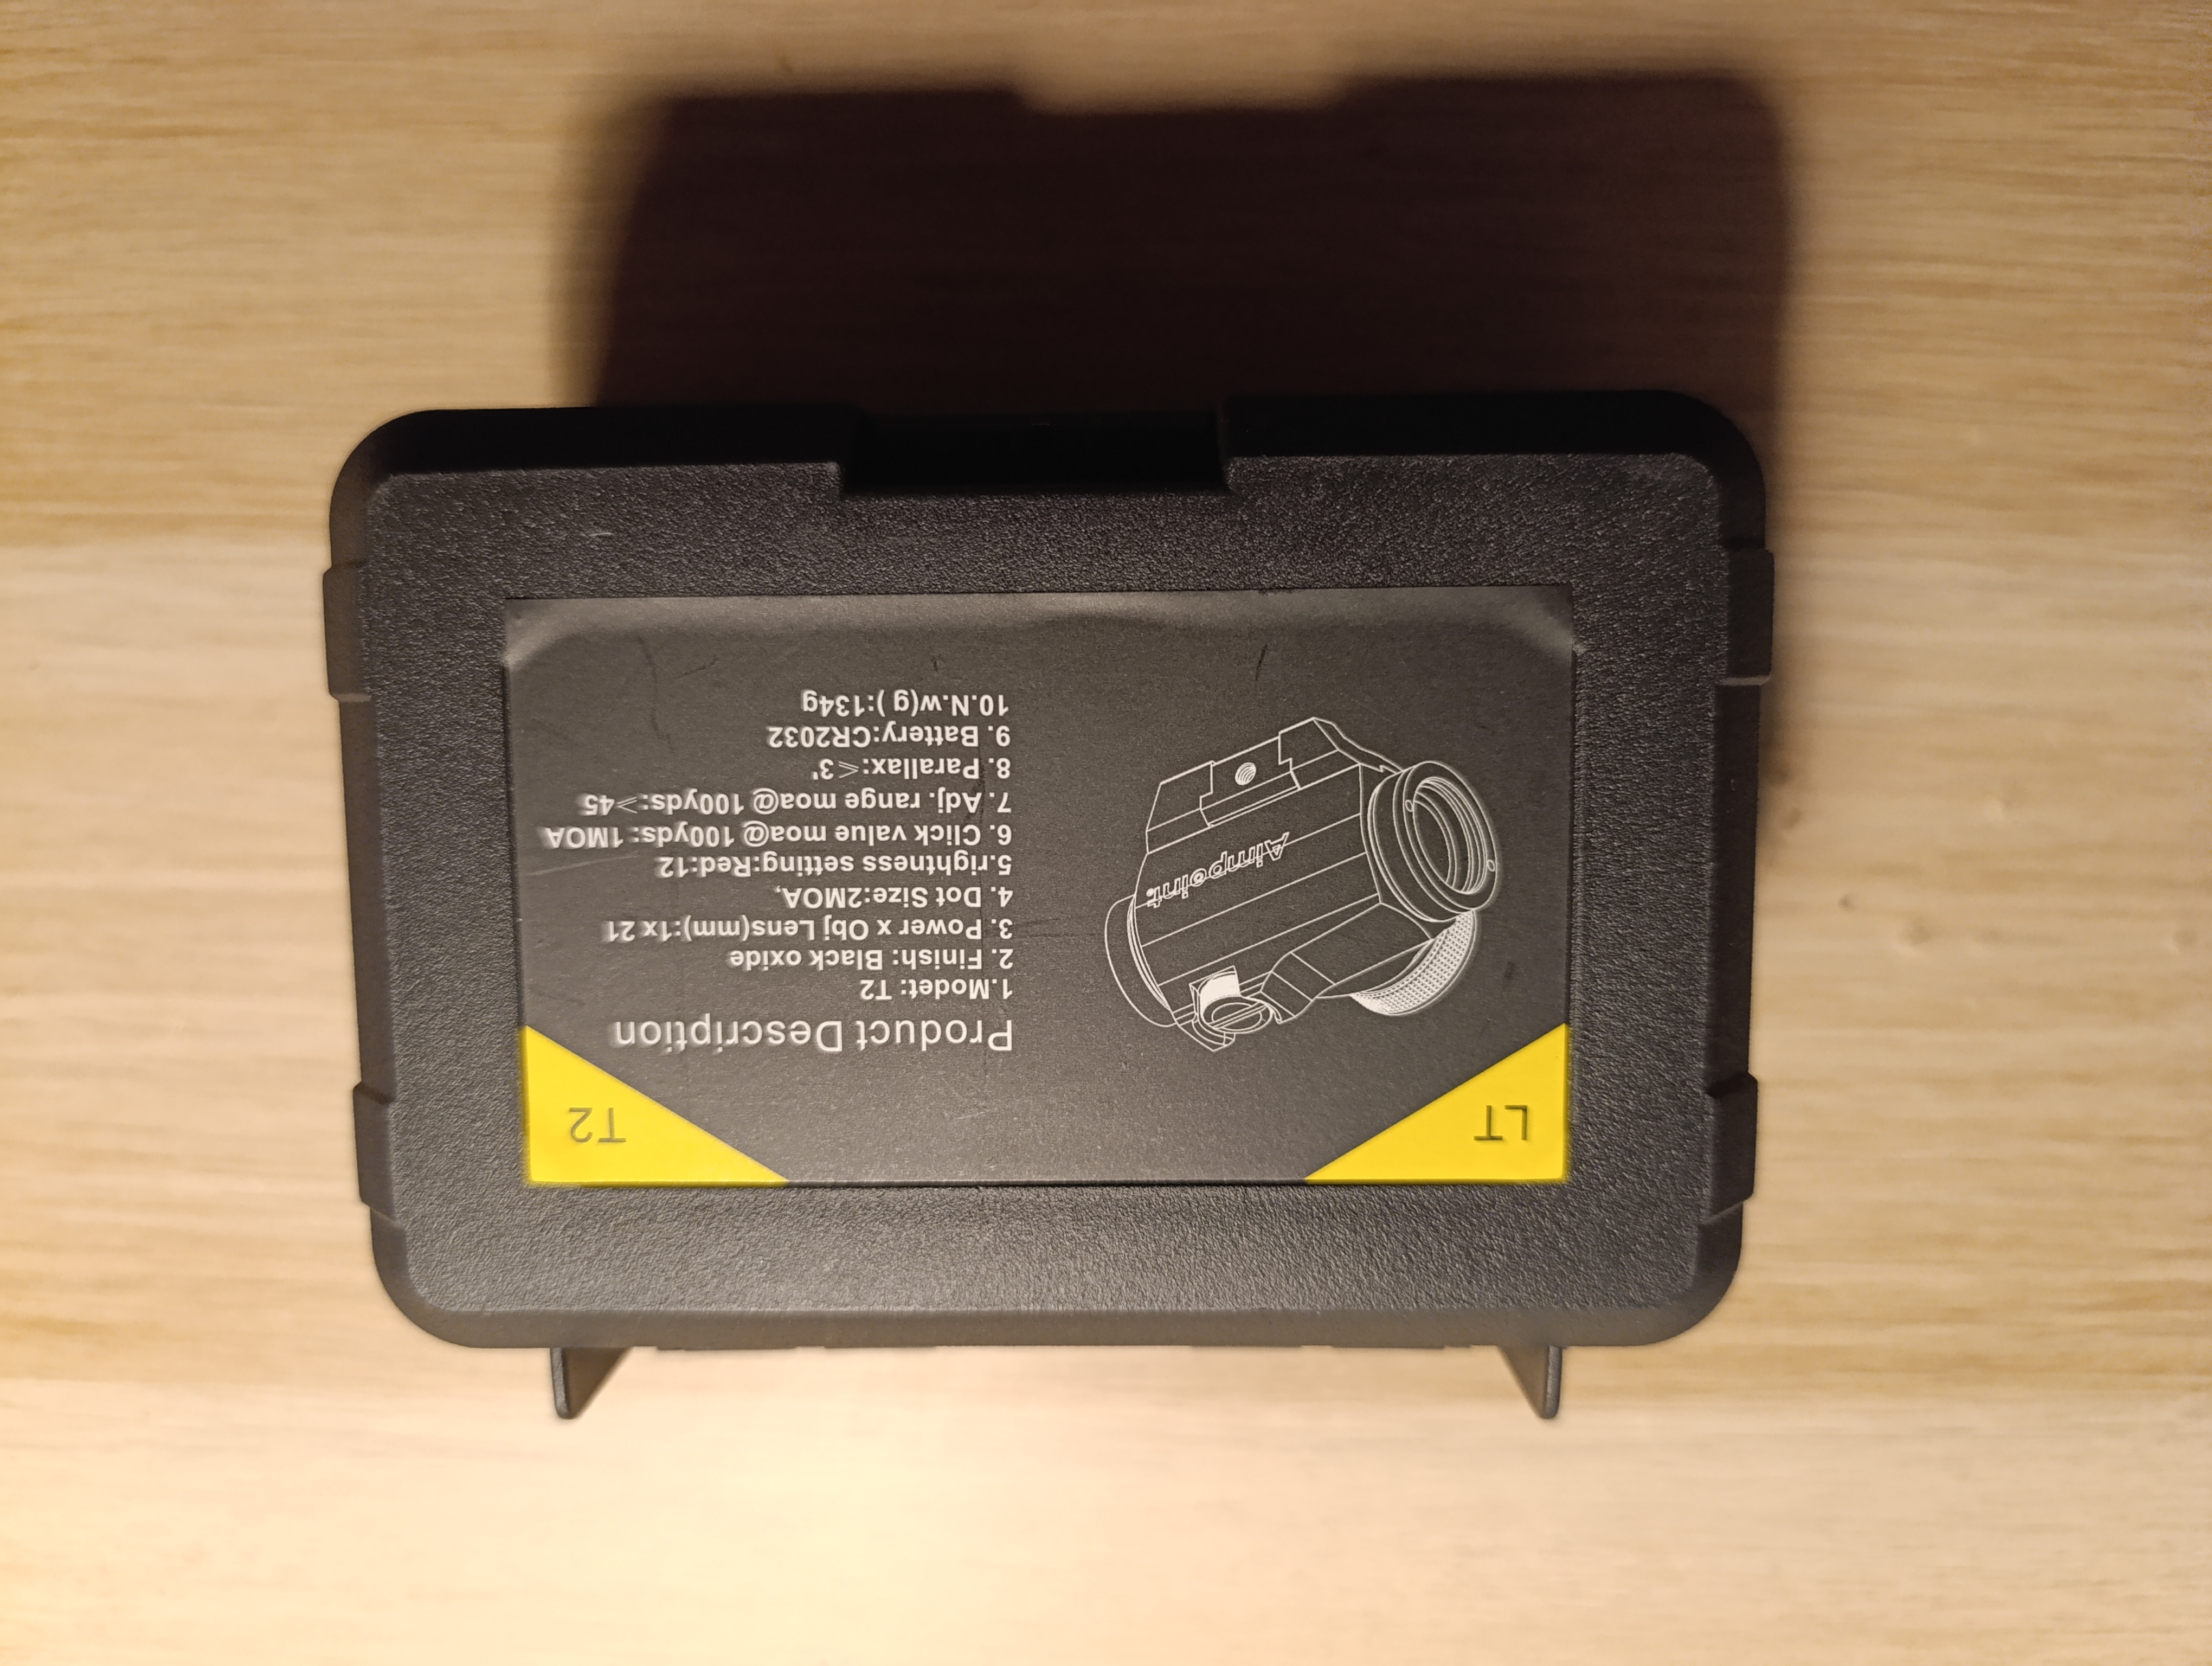 LT
T2
Product Description
1.Modet: T2
2. Finish: Black oxide
3. Power x Obj Lens(mm):1x 21
4. Dot Size:2MOA,
5.rightness setting:Red:12
6. Click value moa@100yds:1MOA
7. Adj. range moa@100yds:>45
8. Parallax:<3'
9. Battery:CR2032
10.N.w(g ):134g
Aimpoint.